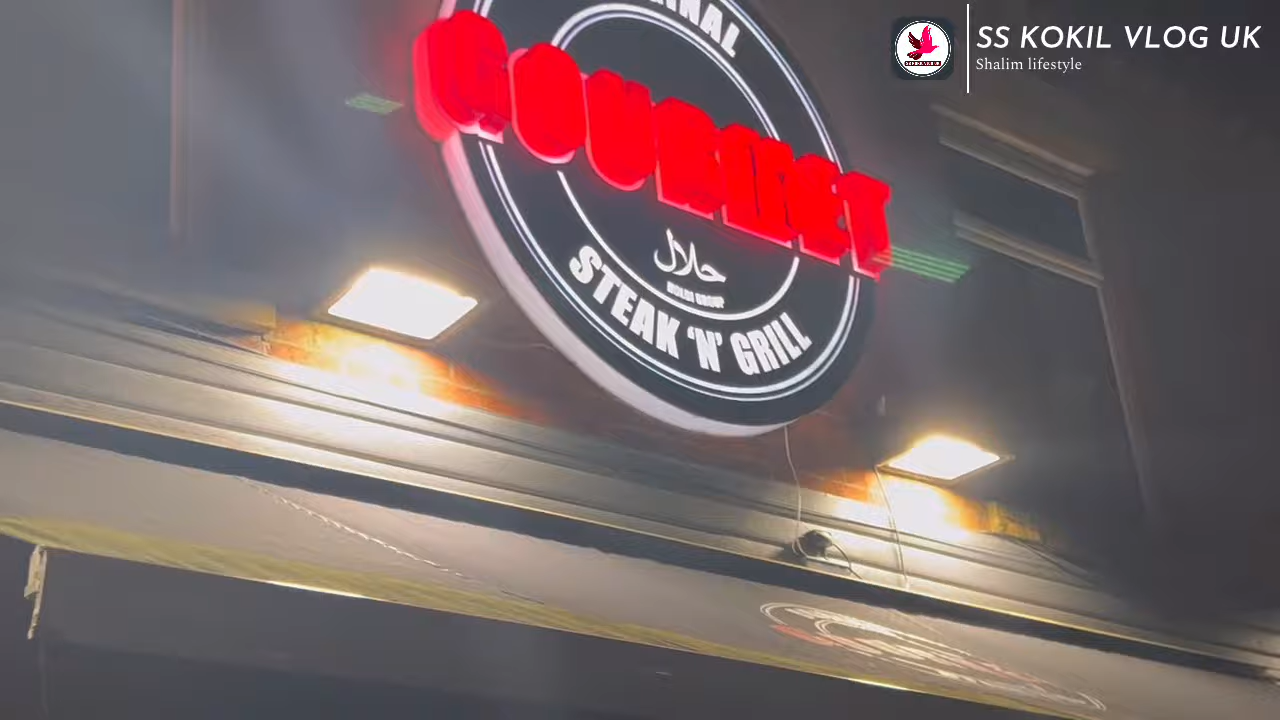 SS KOKIL VLOG UK
Shalim lifestyle
GOURMET
حلال
STEAK 'N' GRILL